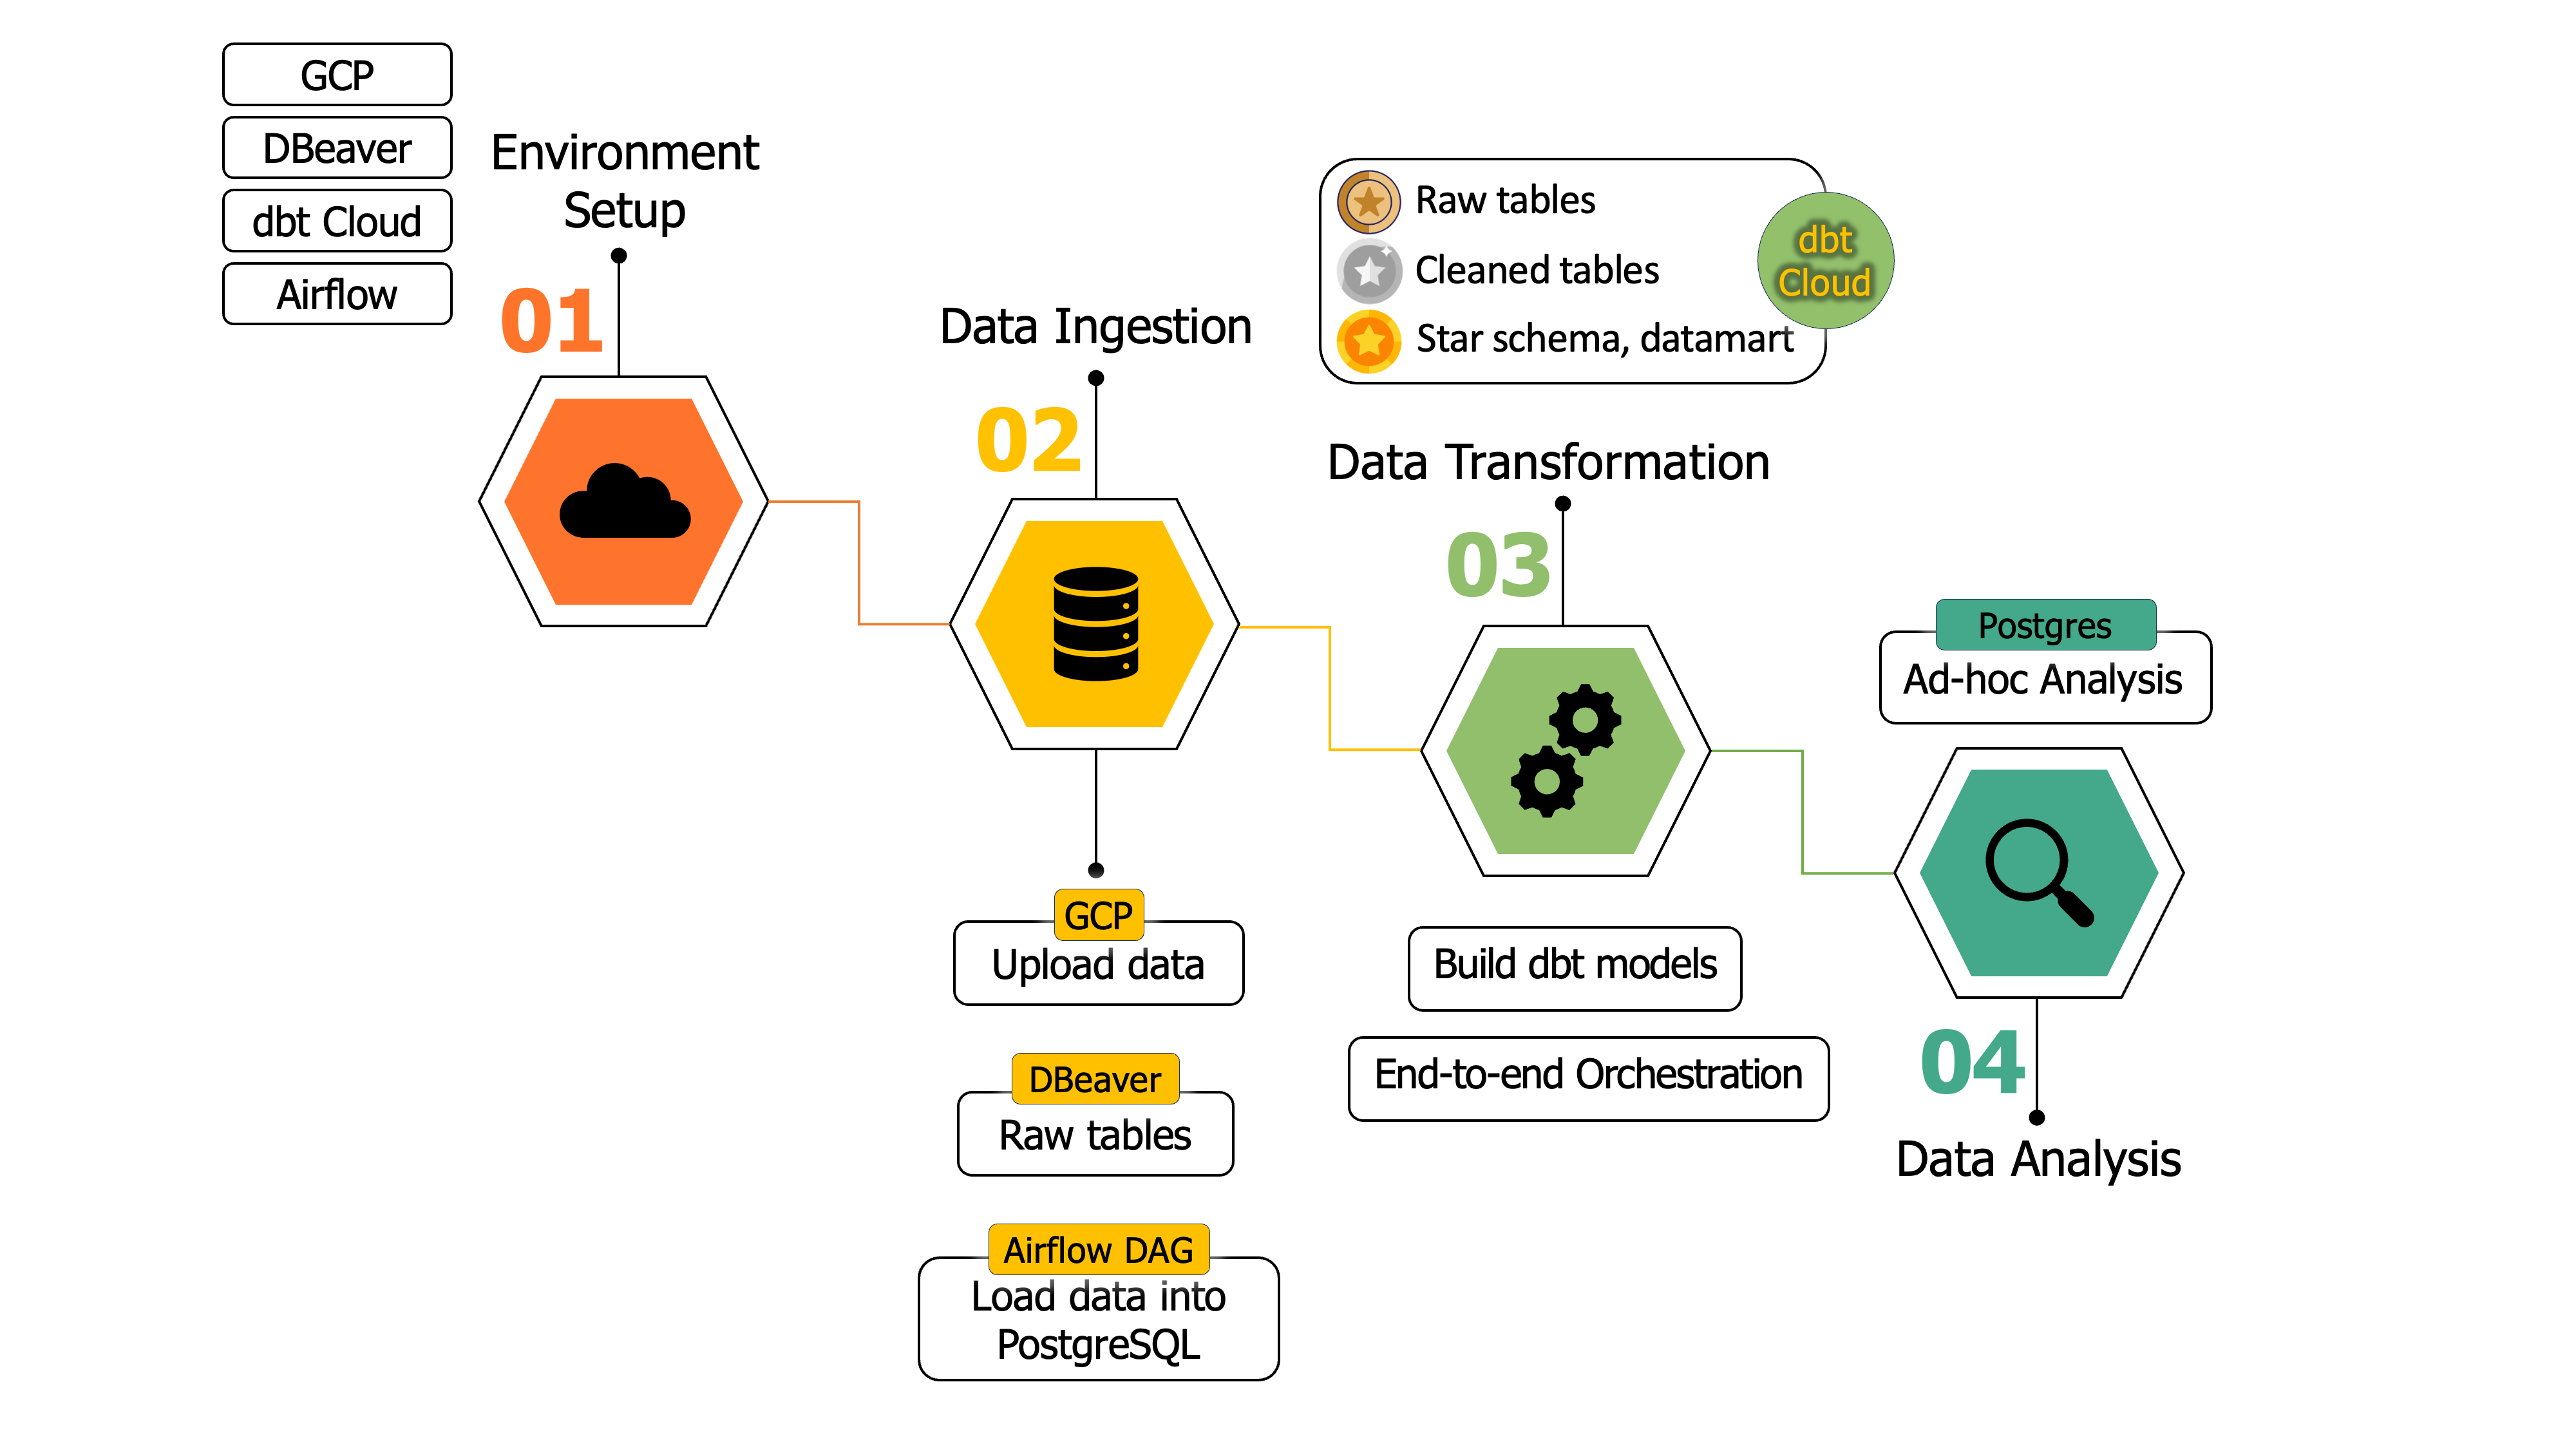 GCP
DBeaver
dbt Cloud
Airflow
Environment
Setup
01
Data Ingestion
02
GCP
Upload data
DBeaver
Raw tables
Airflow DAG
Load data into
PostgreSQL
Raw tables
Cleaned tables
Star schema, datamart
dbt
Cloud
Data Transformation
03
Build dbt models
End-to-end Orchestration
Postgres
Ad-hoc Analysis
04
Data Analysis